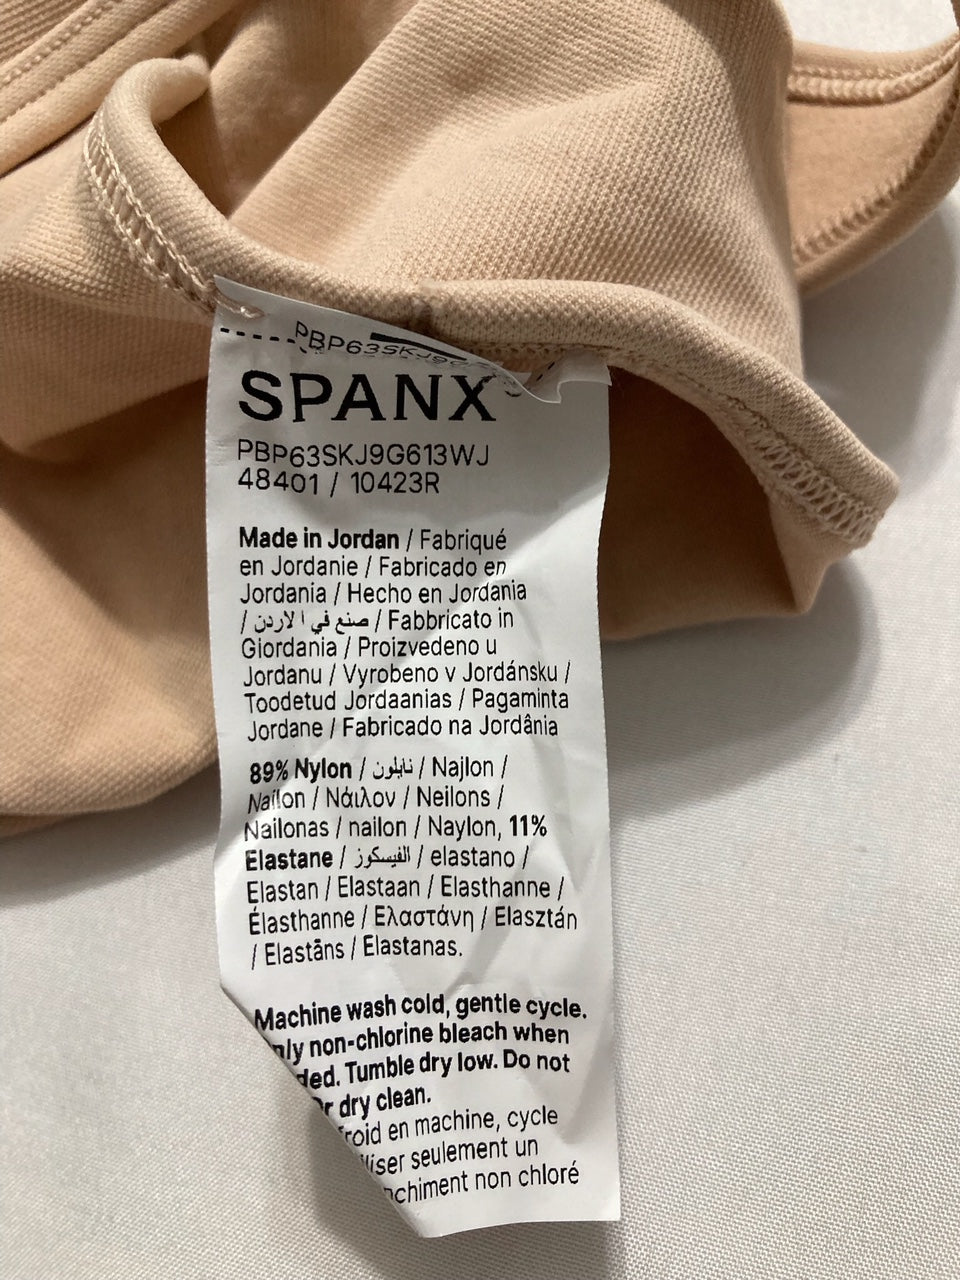 PBP63SKJ9G
SPANX
PBP63SKJ9G613WJ
48401 / 10423R
Made in Jordan / Fabriqué
en Jordanie / Fabricado en
Jordania / Hecho en Jordania
/ صنع في الاردن / Fabbricato in
Giordania / Proizvedeno u
Jordanu / Vyrobeno v Jordánsku /
Toodetud Jordaanias / Pagaminta
Jordane / Fabricado na Jordânia
89% Nylon / نايلون / Najlon /
Naílon / Νάιλον / Neilons /
Nailonas / nailon / Naylon, 11%
Elastane / الفيسكوز / elastano /
Elastan / Elastaan / Elasthanne /
Élasthanne / Ελαστάνη / Elasztán
/ Elastāns / Elastanas.
Machine wash cold, gentle cycle.
non-chlorine bleach when
Tumble dry low. Do not
dry clean.
en machine, cycle
seulement un
non chloré